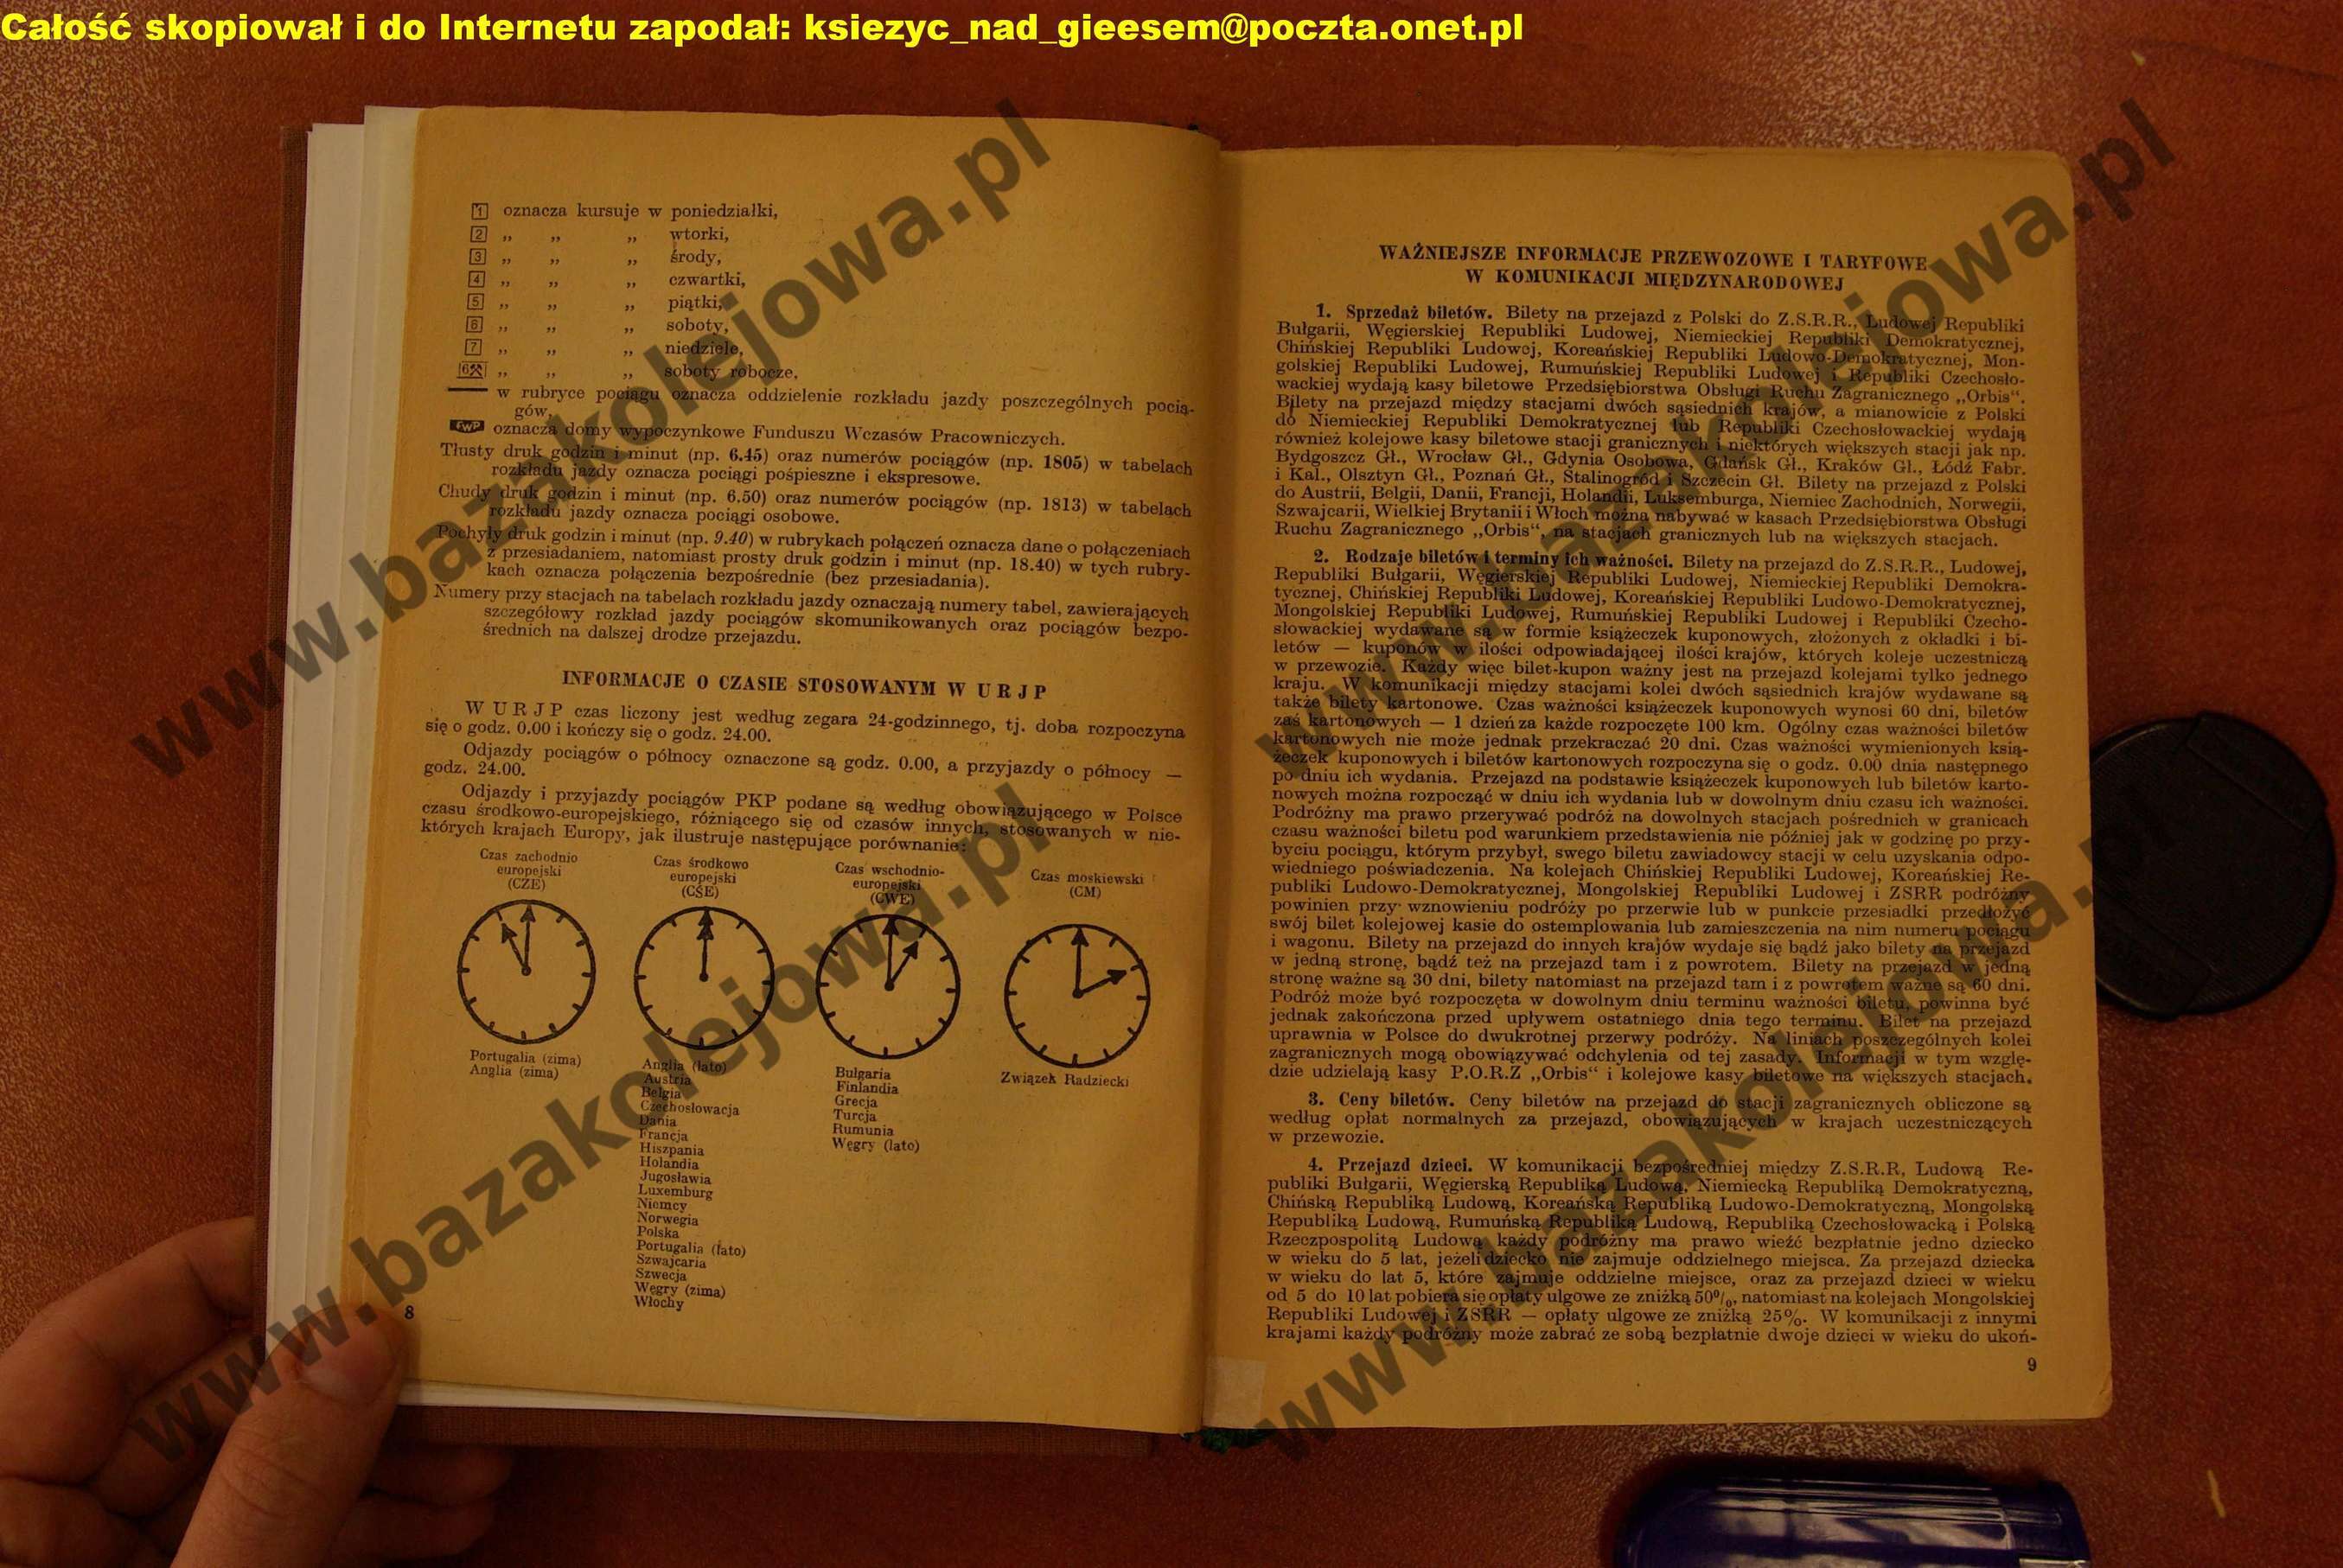 Całość skopiował i do Internetu zapodał: ksiezyc_nad_gieesem@poczta.onet.pl
1 oznacza kursuje w poniedziałki,
2 „ „ „ wtorki,
3 „ „ „ środy,
4 „ „ „ czwartki,
5 „ „ „ piątki,
6 „ „ „ soboty,
7 „ „ „ niedziele,
6⚒ „ „ „ soboty robocze,
— w rubryce pociągu oznacza oddzielenie rozkładu jazdy poszczególnych pocią-
gów,
FWP oznacza domy wypoczynkowe Funduszu Wczasów Pracowniczych.
Tłusty druk godzin i minut (np. 6.45) oraz numerów pociągów (np. 1805) w tabelach
rozkładu jazdy oznacza pociągi pośpieszne i ekspresowe.
Chudy druk godzin i minut (np. 6.50) oraz numerów pociągów (np. 1813) w tabelach
rozkładu jazdy oznacza pociągi osobowe.
Pochyły druk godzin i minut (np. 9.40) w rubrykach połączeń oznacza dane o połączeniach
z przesiadaniem, natomiast prosty druk godzin i minut (np. 18.40) w tych rubry-
kach oznacza połączenia bezpośrednie (bez przesiadania).
Numery przy stacjach na tabelach rozkładu jazdy oznaczają numery tabel, zawierających
szczegółowy rozkład jazdy pociągów skomunikowanych oraz pociągów bezpo-
średnich na dalszej drodze przejazdu.
INFORMACJE O CZASIE STOSOWANYM W U R J P
W U R J P czas liczony jest według zegara 24-godzinnego, tj. doba rozpoczyna
się o godz. 0.00 i kończy się o godz. 24.00.
Odjazdy pociągów o północy oznaczone są godz. 0.00, a przyjazdy o północy —
godz. 24.00.
Odjazdy i przyjazdy pociągów PKP podane są według obowiązującego w Polsce
czasu środkowo-europejskiego, różniącego się od czasów innych, stosowanych w nie-
których krajach Europy, jak ilustruje następujące porównanie:
Czas zachodnio
europejski
(CZE)
Portugalia (zima)
Anglia (zima)
Czas środkowo
europejski
(CŚE)
Anglia (lato)
Austria
Belgia
Czechosłowacja
Dania
Francja
Hiszpania
Holandia
Jugosławia
Luxemburg
Niemcy
Norwegia
Polska
Portugalia (lato)
Szwajcaria
Szwecja
Węgry (zima)
Włochy
Czas wschodnio-
europejski
(CWE)
Bulgaria
Finlandia
Grecja
Turcja
Rumunia
Węgry (lato)
Czas moskiewski
(CM)
Związek Radziecki
8
WAŻNIEJSZE INFORMACJE PRZEWOZOWE I TARYFOWE
W KOMUNIKACJI MIĘDZYNARODOWEJ
1. Sprzedaż biletów. Bilety na przejazd z Polski do Z.S.R.R., Ludowej Republiki
Bułgarii, Węgierskiej Republiki Ludowej, Niemieckiej Republiki Demokratycznej,
Chińskiej Republiki Ludowej, Koreańskiej Republiki Ludowo-Demokratycznej, Mon-
golskiej Republiki Ludowej, Rumuńskiej Republiki Ludowej i Republiki Czechosło-
wackiej wydają kasy biletowe Przedsiębiorstwa Obsługi Ruchu Zagranicznego „Orbis“.
Bilety na przejazd między stacjami dwóch sąsiednich krajów, a mianowicie z Polski
do Niemieckiej Republiki Demokratycznej lub Republiki Czechosłowackiej wydają
również kolejowe kasy biletowe stacji granicznych i niektórych większych stacji jak np.
Bydgoszcz Gł., Wrocław Gł., Gdynia Osobowa, Gdańsk Gł., Kraków Gł., Łódź Fabr.
i Kal., Olsztyn Gł., Poznań Gł., Stalinogród i Szczecin Gł. Bilety na przejazd z Polski
do Austrii, Belgii, Danii, Francji, Holandii, Luksemburga, Niemiec Zachodnich, Norwegii,
Szwajcarii, Wielkiej Brytanii i Włoch można nabywać w kasach Przedsiębiorstwa Obsługi
Ruchu Zagranicznego „Orbis“, na stacjach granicznych lub na większych stacjach.
2. Rodzaje biletów i terminy ich ważności. Bilety na przejazd do Z.S.R.R., Ludowej,
Republiki Bułgarii, Węgierskiej Republiki Ludowej, Niemieckiej Republiki Demokra-
tycznej, Chińskiej Republiki Ludowej, Koreańskiej Republiki Ludowo-Demokratycznej,
Mongolskiej Republiki Ludowej, Rumuńskiej Republiki Ludowej i Republiki Czecho-
słowackiej wydawane są w formie książeczek kuponowych, złożonych z okładki i bi-
letów — kuponów w ilości odpowiadającej ilości krajów, których koleje uczestniczą
w przewozie. Każdy więc bilet-kupon ważny jest na przejazd kolejami tylko jednego
kraju. W komunikacji między stacjami kolei dwóch sąsiednich krajów wydawane są
także bilety kartonowe. Czas ważności książeczek kuponowych wynosi 60 dni, biletów
zaś kartonowych — 1 dzień za każde rozpoczęte 100 km. Ogólny czas ważności biletów
kartonowych nie może jednak przekraczać 20 dni. Czas ważności wymienionych ksią-
żeczek kuponowych i biletów kartonowych rozpoczyna się o godz. 0.00 dnia następnego
po dniu ich wydania. Przejazd na podstawie książeczek kuponowych lub biletów karto-
nowych można rozpocząć w dniu ich wydania lub w dowolnym dniu czasu ich ważności.
Podróżny ma prawo przerywać podróż na dowolnych stacjach pośrednich w granicach
czasu ważności biletu pod warunkiem przedstawienia nie później jak w godzinę po przy-
byciu pociągu, którym przybył, swego biletu zawiadowcy stacji w celu uzyskania odpo-
wiedniego poświadczenia. Na kolejach Chińskiej Republiki Ludowej, Koreańskiej Re-
publiki Ludowo-Demokratycznej, Mongolskiej Republiki Ludowej i ZSRR podróżny
powinien przy wznowieniu podróży po przerwie lub w punkcie przesiadki przedłożyć
swój bilet kolejowej kasie do ostemplowania lub zamieszczenia na nim numeru pociągu
i wagonu. Bilety na przejazd do innych krajów wydaje się bądź jako bilety na przejazd
w jedną stronę, bądź też na przejazd tam i z powrotem. Bilety na przejazd w jedną
stronę ważne są 30 dni, bilety natomiast na przejazd tam i z powrotem ważne są 60 dni.
Podróż może być rozpoczęta w dowolnym dniu terminu ważności biletu, powinna być
jednak zakończona przed upływem ostatniego dnia tego terminu. Bilet na przejazd
uprawnia w Polsce do dwukrotnej przerwy podróży. Na liniach poszczególnych kolei
zagranicznych mogą obowiązywać odchylenia od tej zasady. Informacji w tym wzglę-
dzie udzielają kasy P.O.R.Z „Orbis“ i kolejowe kasy biletowe na większych stacjach.
3. Ceny biletów. Ceny biletów na przejazd do stacji zagranicznych obliczone są
według opłat normalnych za przejazd, obowiązujących w krajach uczestniczących
w przewozie.
4. Przejazd dzieci. W komunikacji bezpośredniej między Z.S.R.R, Ludową Re-
publiki Bułgarii, Węgierską Republiką Ludową, Niemiecką Republiką Demokratyczną,
Chińską Republiką Ludową, Koreańską Republiką Ludowo-Demokratyczną, Mongolską
Republiką Ludową, Rumuńską Republiką Ludową, Republiką Czechosłowacką i Polską
Rzeczpospolitą Ludową każdy podróżny ma prawo wieźć bezpłatnie jedno dziecko
w wieku do 5 lat, jeżeli dziecko nie zajmuje oddzielnego miejsca. Za przejazd dziecka
w wieku do lat 5, które zajmuje oddzielne miejsce, oraz za przejazd dzieci w wieku
od 5 do 10 lat pobiera się opłaty ulgowe ze zniżką 50%, natomiast na kolejach Mongolskiej
Republiki Ludowej i ZSRR — opłaty ulgowe ze zniżką 25%. W komunikacji z innymi
krajami każdy podróżny może zabrać ze sobą bezpłatnie dwoje dzieci w wieku do ukoń-
9
www.bazakolejowa.pl
www.bazakolejowa.pl
www.bazakolejowa.pl
www.bazakolejowa.pl